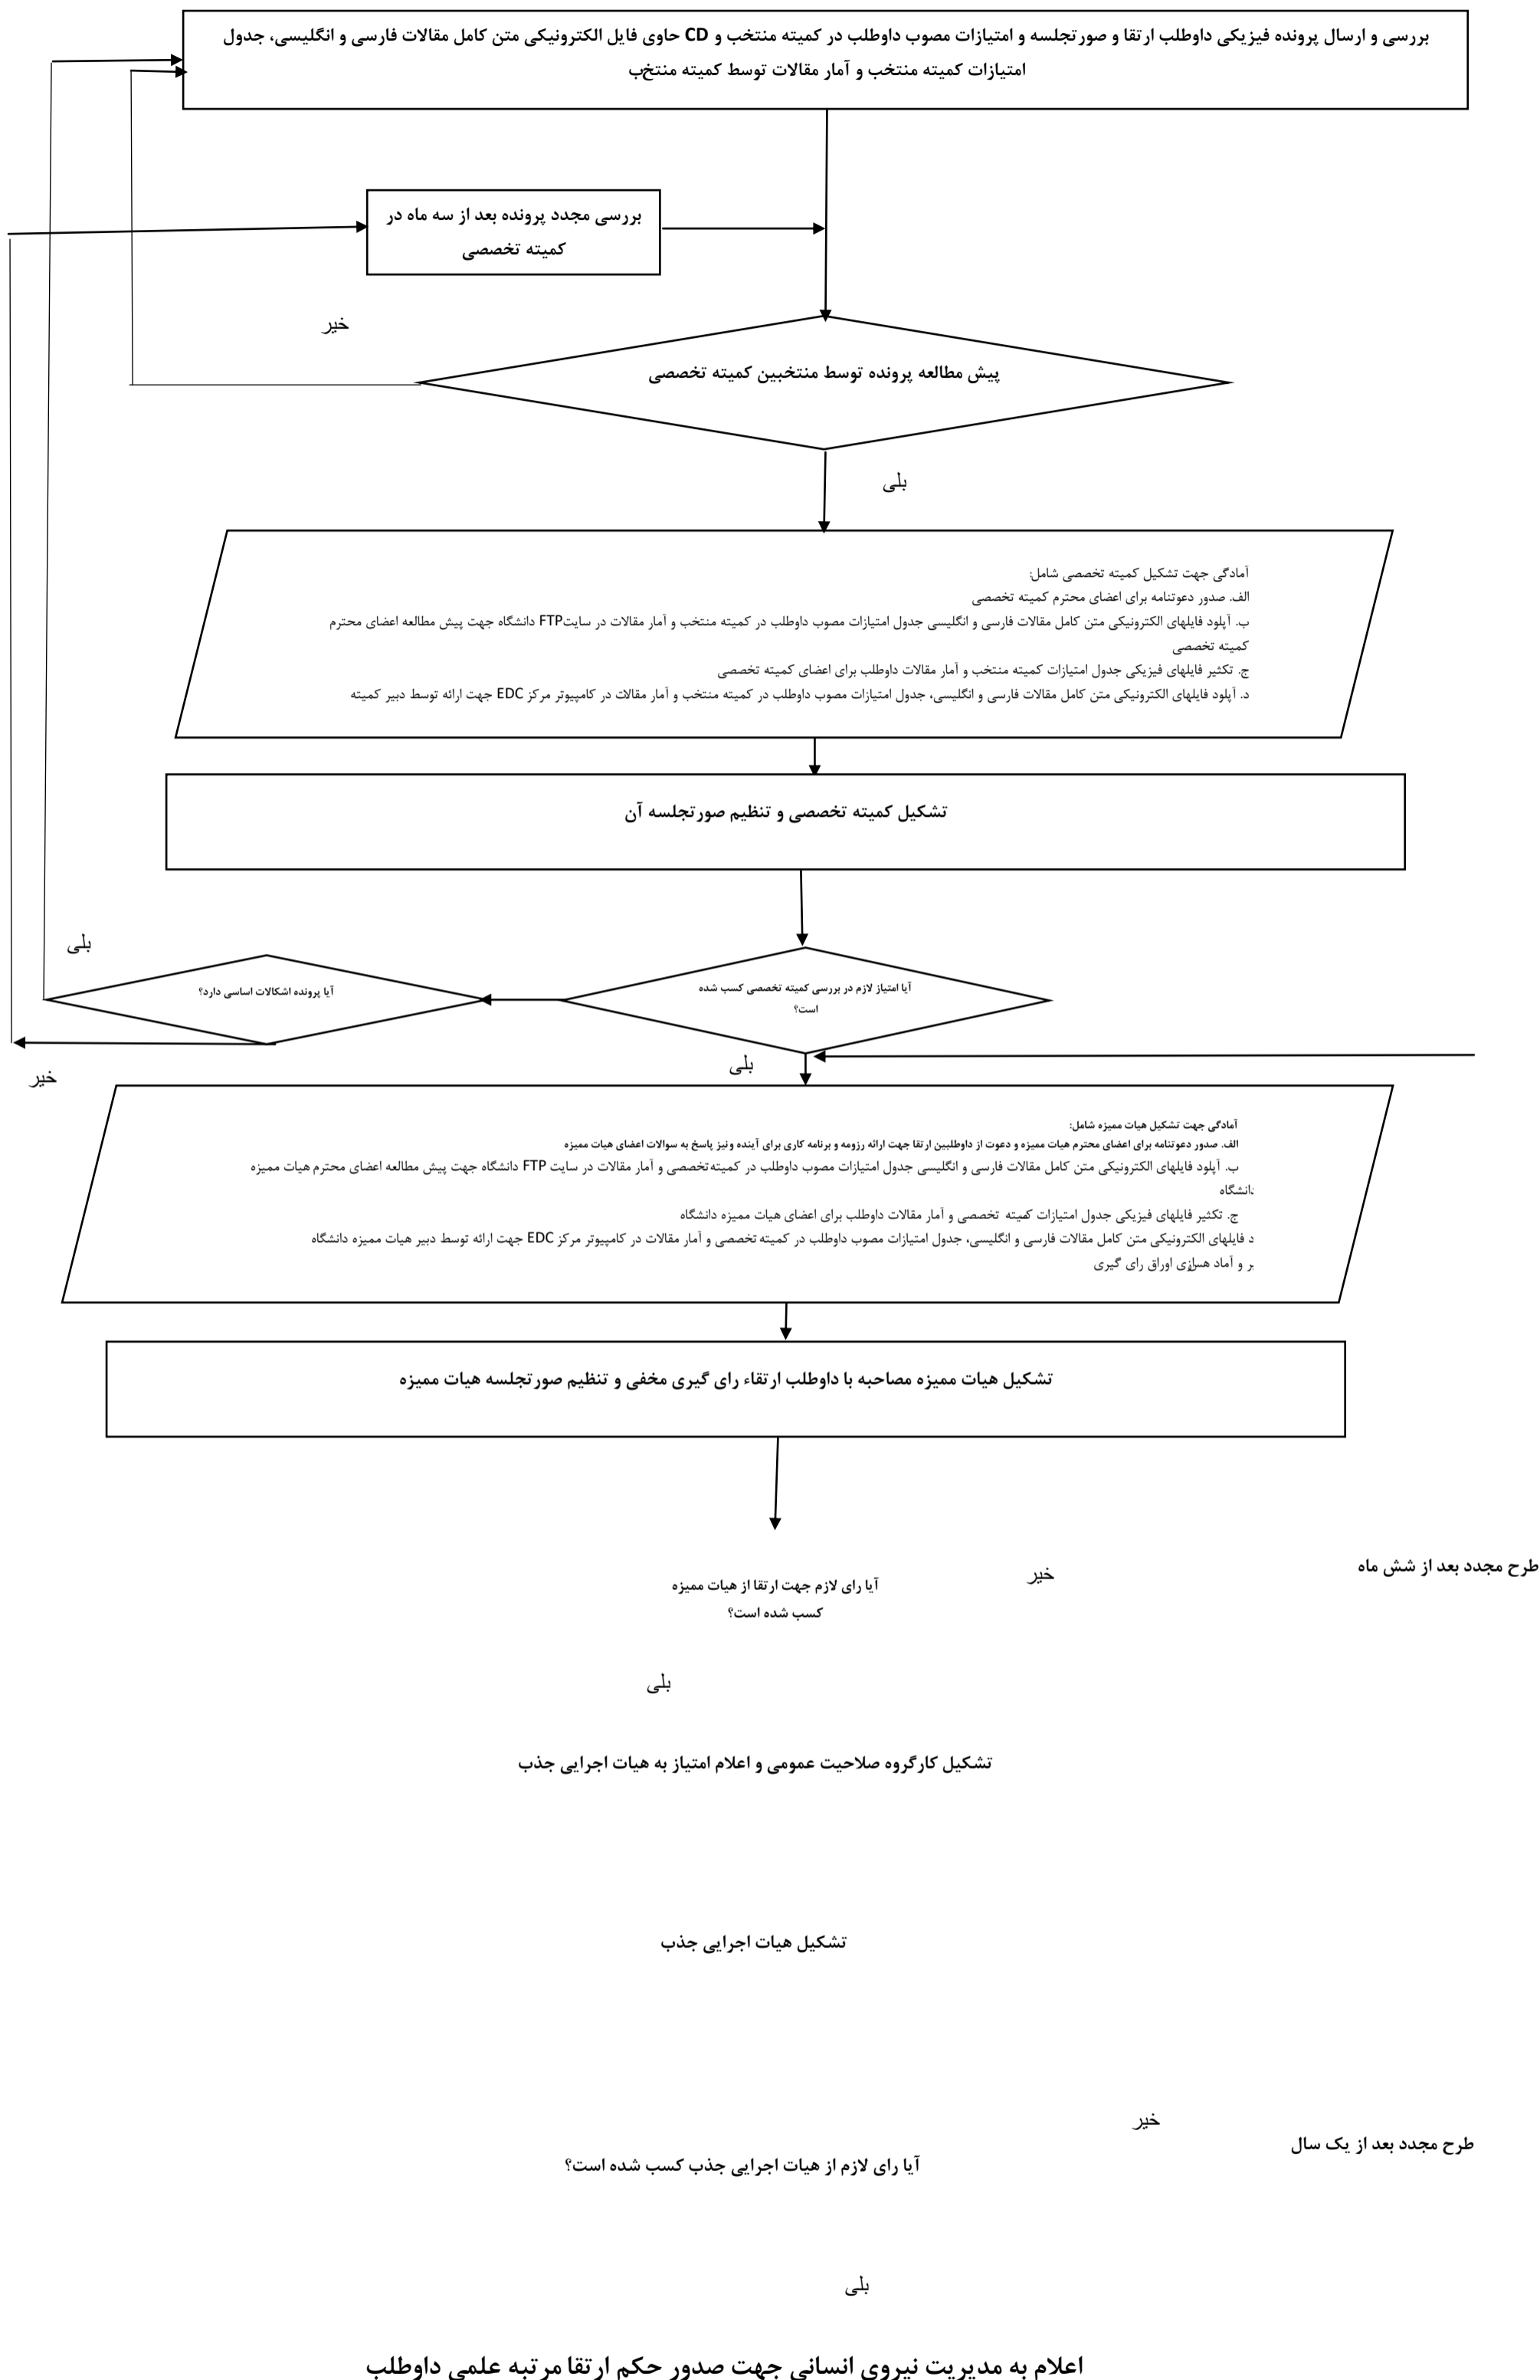 بررسی و ارسال پرونده فیزیکی داوطلب ارتقا و صورتجلسه و امتیازات مصوب داوطلب در کمیته منتخب و CD حاوی فایل الکترونیکی متن کامل مقالات فارسی و انگلیسی، جدول
امتیازات کمیته منتخب و آمار مقالات توسط کمیته منتخب
بررسی مجدد پرونده بعد از سه ماه در
کمیته تخصصی
خیر
پیش مطالعه پرونده توسط منتخبین کمیته تخصصی
بلی
آمادگی جهت تشکیل کمیته تخصصی شامل:
الف. صدور دعوتنامه برای اعضای محترم کمیته تخصصی
ب. آپلود فایلهای الکترونیکی متن کامل مقالات فارسی و انگلیسی جدول امتیازات مصوب داوطلب در کمیته منتخب و آمار مقالات در سایتFTP دانشگاه جهت پیش مطالعه اعضای محترم
کمیته تخصصی
ج. تکثیر فایلهای فیزیکی جدول امتیازات کمیته منتخب و آمار مقالات داوطلب برای اعضای کمیته تخصصی
د. آپلود فایلهای الکترونیکی متن کامل مقالات فارسی و انگلیسی، جدول امتیازات مصوب داوطلب در کمیته منتخب و آمار مقالات در کامپیوتر مرکز EDC جهت ارائه توسط دبیر کمیته
تشکیل کمیته تخصصی و تنظیم صورتجلسه آن
بلی
آیا امتیاز لازم در بررسی کمیته تخصصی کسب شده
است؟
آیا پرونده اشکالات اساسی دارد؟
بلی
خیر
آمادگی جهت تشکیل هیات ممیزه شامل:
الف. صدور دعوتنامه برای اعضای محترم هیات ممیزه و دعوت از داوطلبین ارتقا جهت ارائه رزومه و برنامه کاری برای آینده ونیز پاسخ به سوالات اعضای هیات ممیزه
ب. آپلود فایلهای الکترونیکی متن کامل مقالات فارسی و انگلیسی جدول امتیازات مصوب داوطلب در کمیته تخصصی و آمار مقالات در سایت FTP دانشگاه جهت پیش مطالعه اعضای محترم هیات ممیزه
دانشگاه
ج. تکثیر فایلهای فیزیکی جدول امتیازات کمیته تخصصی و آمار مقالات داوطلب برای اعضای هیات ممیزه دانشگاه
د فایلهای الکترونیکی متن کامل مقالات فارسی و انگلیسی، جدول امتیازات مصوب داوطلب در کمیته تخصصی و آمار مقالات در کامپیوتر مرکز EDC جهت ارائه توسط دبیر هیات ممیزه دانشگاه
و آماد هسازی اوراق رای گیری
تشکیل هیات ممیزه مصاحبه با داوطلب ارتقاء رای گیری مخفی و تنظیم صورتجلسه هیات ممیزه
طرح مجدد بعد از شش ماه
خیر
آیا رای لازم جهت ارتقا از هیات ممیزه
کسب شده است؟
بلی
تشکیل کارگروه صلاحیت عمومی و اعلام امتیاز به هیات اجرایی جذب
تشکیل هیات اجرایی جذب
خیر
طرح مجدد بعد از یک سال
آیا رای لازم از هیات اجرایی جذب کسب شده است؟
بلی
اعلام به مدیریت نیروی انسانی جهت صدور حکم ارتقا مرتبه علمی داوطلب